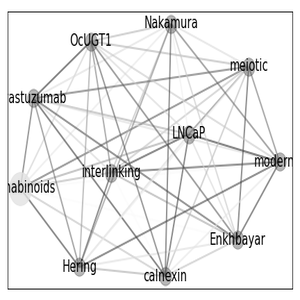 Nakamura
OcUGT1
meiotic
astuzumab
LNCaP
modern
interlinking
nabinoids
Enkhbayar
Hering
calnexin